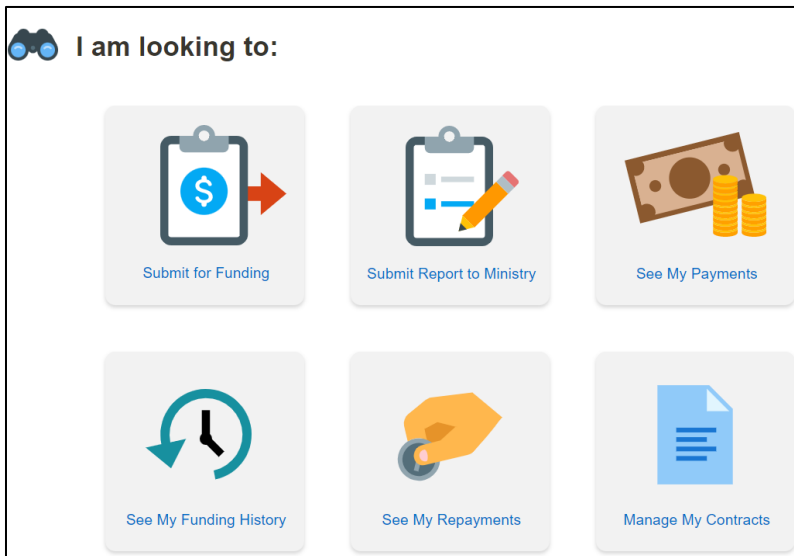 I am looking to:
$
Submit for Funding
Submit Report to Ministry
See My Payments
See My Funding History
See My Repayments
Manage My Contracts